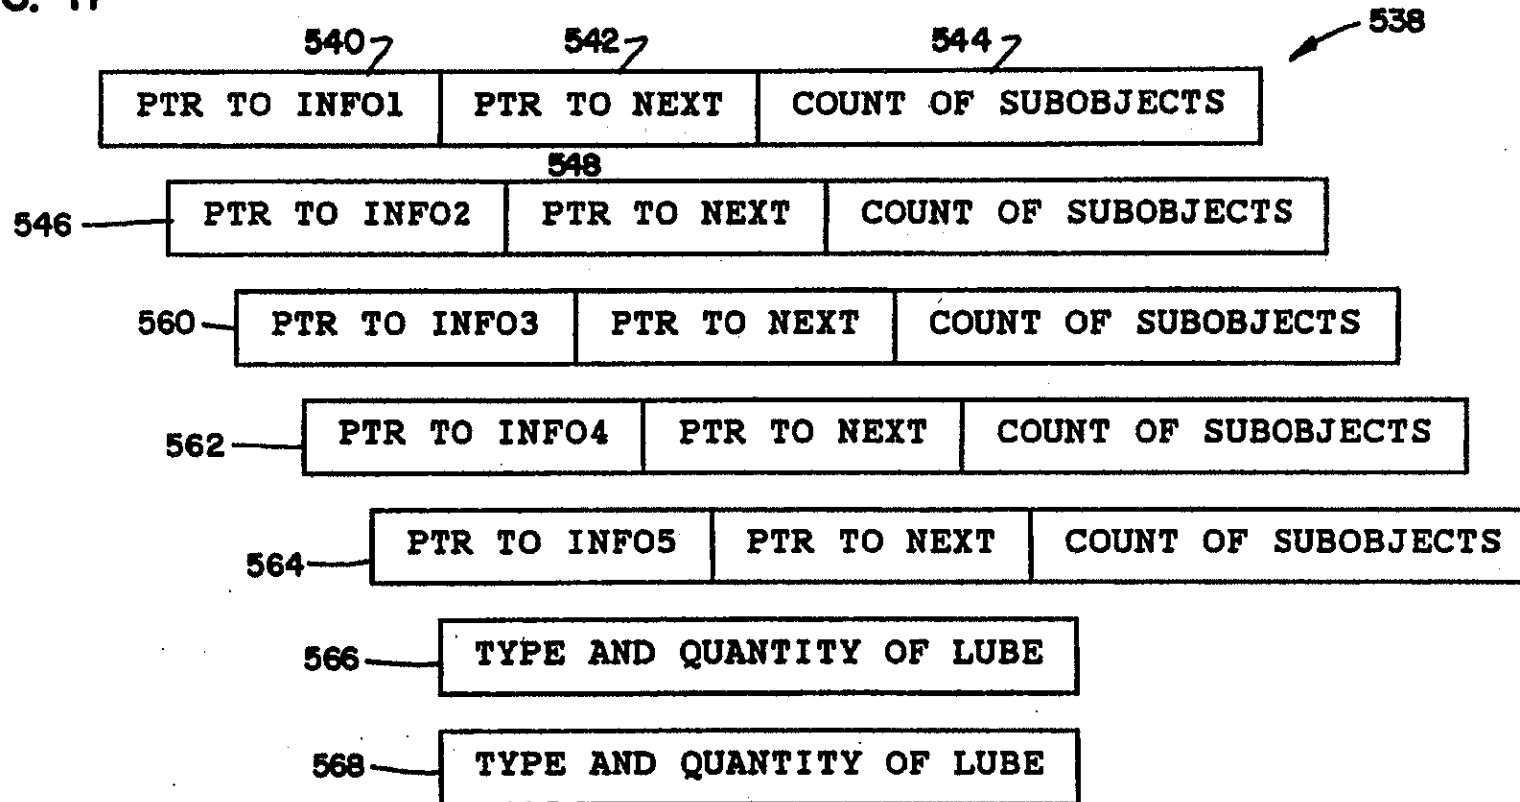 540 542 544 538
PTR TO INFO1 PTR TO NEXT COUNT OF SUBOBJECTS
548
546 PTR TO INFO2 PTR TO NEXT COUNT OF SUBOBJECTS
560 PTR TO INFO3 PTR TO NEXT COUNT OF SUBOBJECTS
562 PTR TO INFO4 PTR TO NEXT COUNT OF SUBOBJECTS
564 PTR TO INFO5 PTR TO NEXT COUNT OF SUBOBJECTS
566 TYPE AND QUANTITY OF LUBE
568 TYPE AND QUANTITY OF LUBE